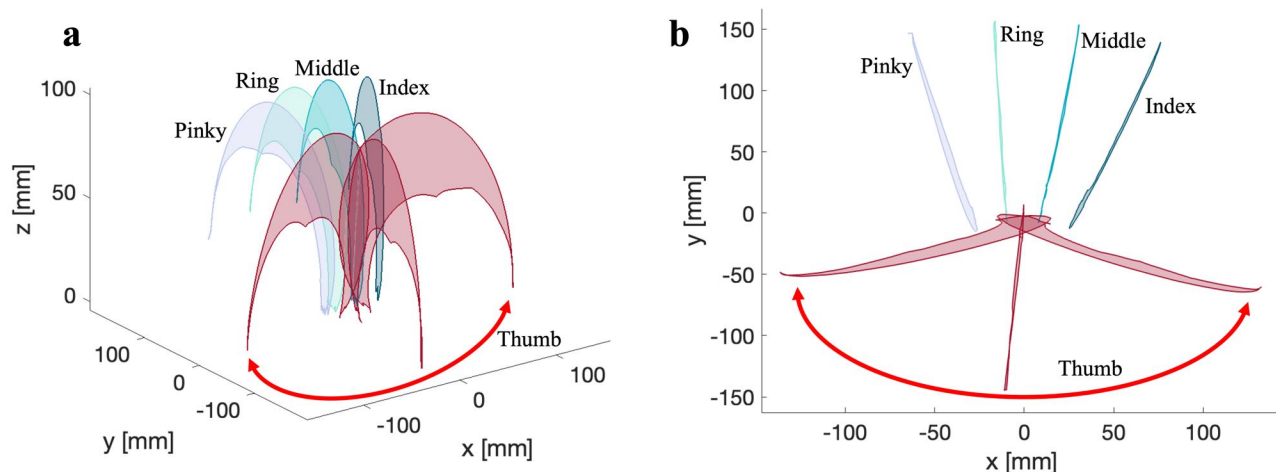 a
Pinky
Ring
Middle
Index
Thumb
100
50
0
z [mm]
100
0
-100
y [mm]
-100
0
100
x [mm]
b
Pinky
Ring
Middle
Index
Thumb
150
100
150
0
-50
-100
-150
y [mm]
-100
-50
0
50
100
x [mm]